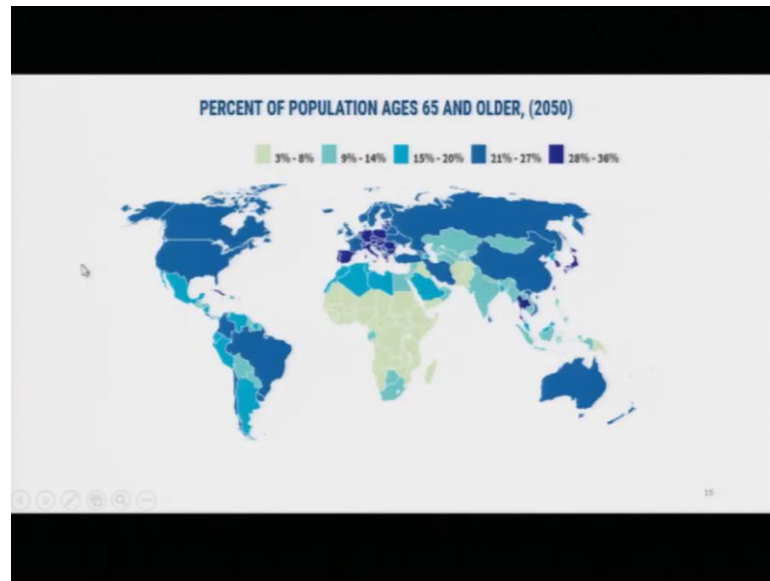 PERCENT OF POPULATION AGES 65 AND OLDER, (2050)
3% - 8% 9% - 14% 15% - 20% 21% - 27% 28% - 36%
15